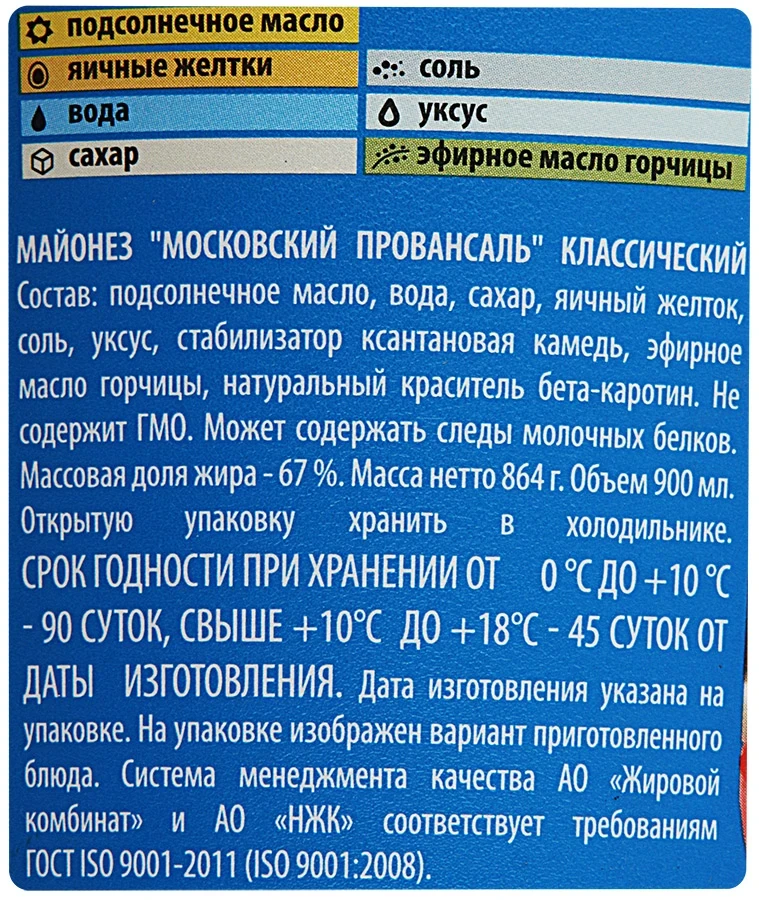 подсолнечное масло
яичные желтки
соль
вода
уксус
сахар
эфирное масло горчицы
МАЙОНЕЗ "МОСКОВСКИЙ ПРОВАНСАЛЬ" КЛАССИЧЕСКИЙ
Состав: подсолнечное масло, вода, сахар, яичный желток,
соль, уксус, стабилизатор ксантановая камедь, эфирное
масло горчицы, натуральный краситель бета-каротин. Не
содержит ГМО. Может содержать следы молочных белков.
Массовая доля жира - 67 %. Масса нетто 864 г. Объем 900 мл.
Открытую упаковку хранить в холодильнике.
СРОК ГОДНОСТИ ПРИ ХРАНЕНИИ ОТ 0 °С ДО +10 °С
- 90 СУТОК, СВЫШЕ +10°С ДО +18°С - 45 СУТОК ОТ
ДАТЫ ИЗГОТОВЛЕНИЯ. Дата изготовления указана на
упаковке. На упаковке изображен вариант приготовленного
блюда. Система менеджмента качества АО «Жировой
комбинат» и АО «НЖК» соответствует требованиям
ГОСТ ISO 9001-2011 (ISO 9001:2008).